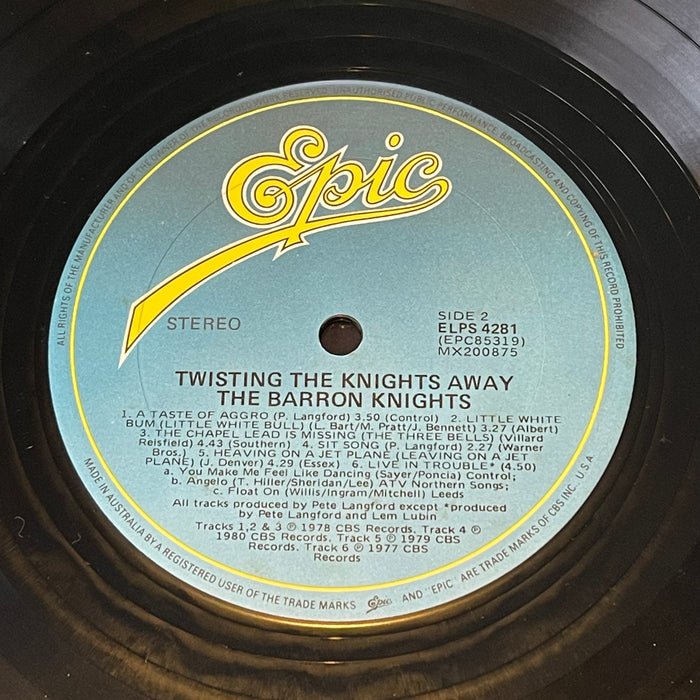 ALL RIGHTS OF THE MANUFACTURER AND OF THE OWNER OF THIS RECORDED WORK RESERVED. UNAUTHORISED PUBLIC PERFORMANCE, BROADCASTING AND COPYING OF THIS RECORD PROHIBITED
Epic
STEREO
SIDE 2
ELPS 4281
(EPC85319)
MX200875
TWISTING THE KNIGHTS AWAY
THE BARRON KNIGHTS
1. A TASTE OF AGGRO (P. Langford) 3.50 (Control) 2. LITTLE WHITE
BUM (LITTLE WHITE BULL) (L. Bart/M. Pratt/J. Bennett) 3.27 (Albert)
3. THE CHAPEL LEAD IS MISSING (THE THREE BELLS) (Villard
Reisfield) 4.43 (Southern) 4. SIT SONG (P. Langford) 2.27 (Warner
Bros.) 5. HEAVING ON A JET PLANE (LEAVING ON A JET
PLANE) (J. Denver) 4.29 (Essex) 6. LIVE IN TROUBLE* (4.50)
a. You Make Me Feel Like Dancing (Sayer/Poncia) Control;
b. Angelo (T. Hiller/Sheridan/Lee) ATV Northern Songs;
c. Float On (Willis/Ingram/Mitchell) Leeds
All tracks produced by Pete Langford except *produced
by Pete Langford and Lem Lubin
Tracks 1,2 & 3 ℗ 1978 CBS Records. Track 4 ℗
1980 CBS Records. Track 5 ℗ 1979 CBS
Records. Track 6 ℗ 1977 CBS
Records
MADE IN AUSTRALIA BY A REGISTERED USER OF THE TRADE MARKS Epic AND "EPIC" ARE TRADE MARKS OF CBS INC. U.S.A.